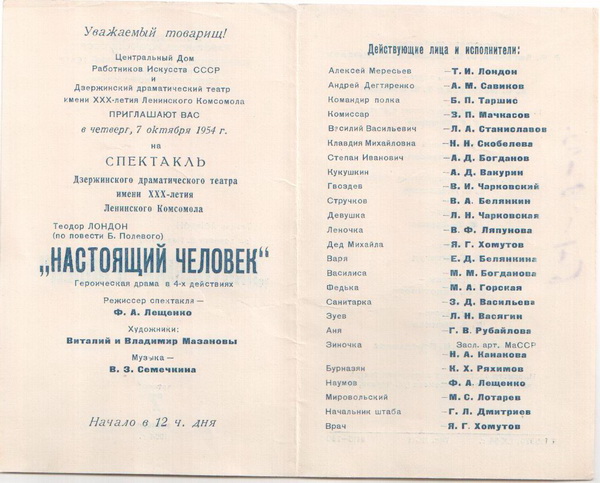 Уважаемый товарищ!
Центральный Дом
Работников Искусств СССР
и
Дзержинский драматический театр
имени XXX-летия Ленинского Комсомола
ПРИГЛАШАЮТ ВАС
в четверг, 7 октября 1954 г.
на
СПЕКТАКЛЬ
Дзержинского драматического театра
имени XXX-летия
Ленинского Комсомола
Теодор ЛОНДОН
(по повести Б. Полевого)
„НАСТОЯЩИЙ ЧЕЛОВЕК“
Героическая драма в 4-х действиях
Режиссер спектакля —
Ф. А. Лещенко
Художники:
Виталий и Владимир Мазановы
Музыка —
В. З. Семечкина
Начало в 12 ч. дня
Действующие лица и исполнители:
Алексей Мересьев — Т. И. Лондон
Андрей Дегтяренко — А. М. Савиков
Командир полка — Б. П. Таршис
Комиссар — З. П. Мачкасов
Василий Васильевич — Л. А. Станиславов
Клавдия Михайловна — Н. Н. Скобелева
Степан Иванович — А. Д. Богданов
Кукушкин — А. Д. Вакурин
Гвоздев — В. И. Чарковский
Стручков — В. А. Белянкин
Девушка — Л. Н. Чарковская
Леночка — В. Ф. Ляпунова
Дед Михайла — Я. Г. Хомутов
Варя — Е. Д. Белянкина
Василиса — М. М. Богданова
Федька — М. А. Горская
Санитарка — З. Д. Васильева
Зуев — Л. Н. Васягин
Аня — Г. В. Рубайлова
Зиночка Засл. арт. МаССР
— Н. А. Канакова
Бурназян — К. Х. Ряхимов
Наумов — Ф. А. Лещенко
Мировольский — М. С. Лотарев
Начальник штаба — Г. Л. Дмитриев
Врач — Я. Г. Хомутов